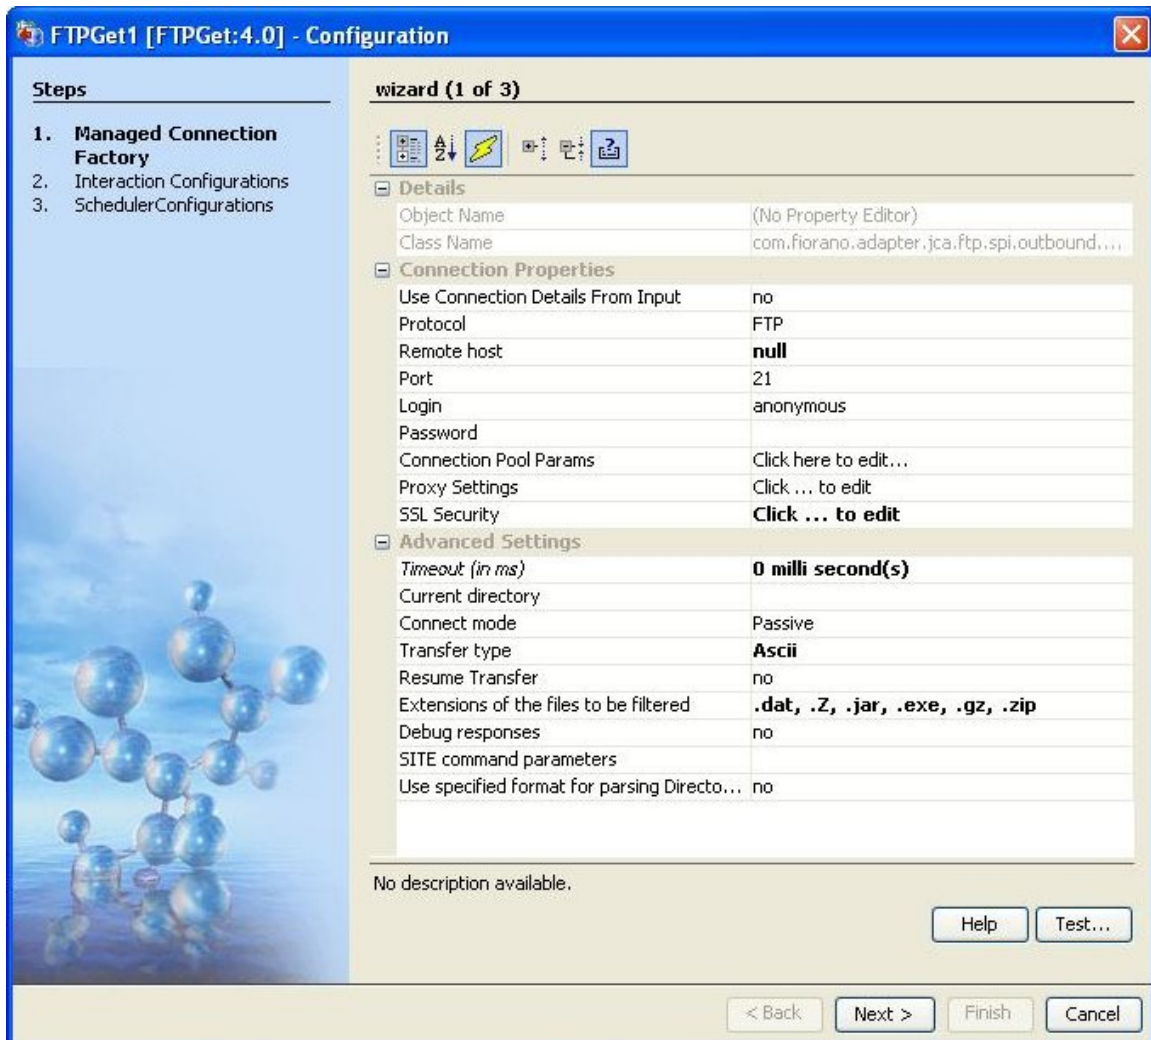 FTPGet1 [FTPGet:4.0] - Configuration
Steps
1. Managed Connection
Factory
2. Interaction Configurations
3. SchedulerConfigurations
wizard (1 of 3)
Details
Object Name (No Property Editor)
Class Name com.fiorano.adapter.jca.ftp.spi.outbound....
Connection Properties
Use Connection Details From Input no
Protocol FTP
Remote host null
Port 21
Login anonymous
Password
Connection Pool Params Click here to edit...
Proxy Settings Click ... to edit
SSL Security Click ... to edit
Advanced Settings
Timeout (in ms) 0 milli second(s)
Current directory
Connect mode Passive
Transfer type Ascii
Resume Transfer no
Extensions of the files to be filtered .dat, .Z, .jar, .exe, .gz, .zip
Debug responses no
SITE command parameters
Use specified format for parsing Directo... no
No description available.
Help Test...
< Back Next > Finish Cancel